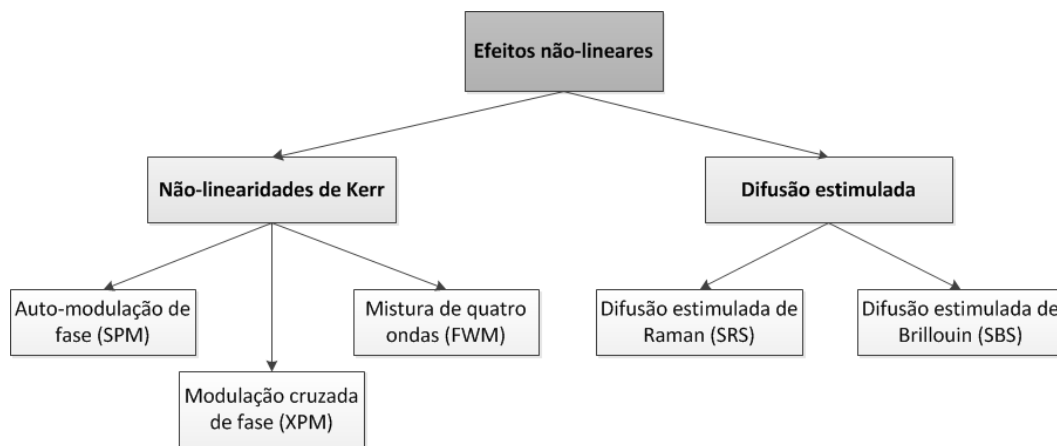 Efeitos não-lineares
Não-linearidades de Kerr
Difusão estimulada
Auto-modulação de
fase (SPM)
Mistura de quatro
ondas (FWM)
Difusão estimulada de
Raman (SRS)
Difusão estimulada de
Brillouin (SBS)
Modulação cruzada
de fase (XPM)